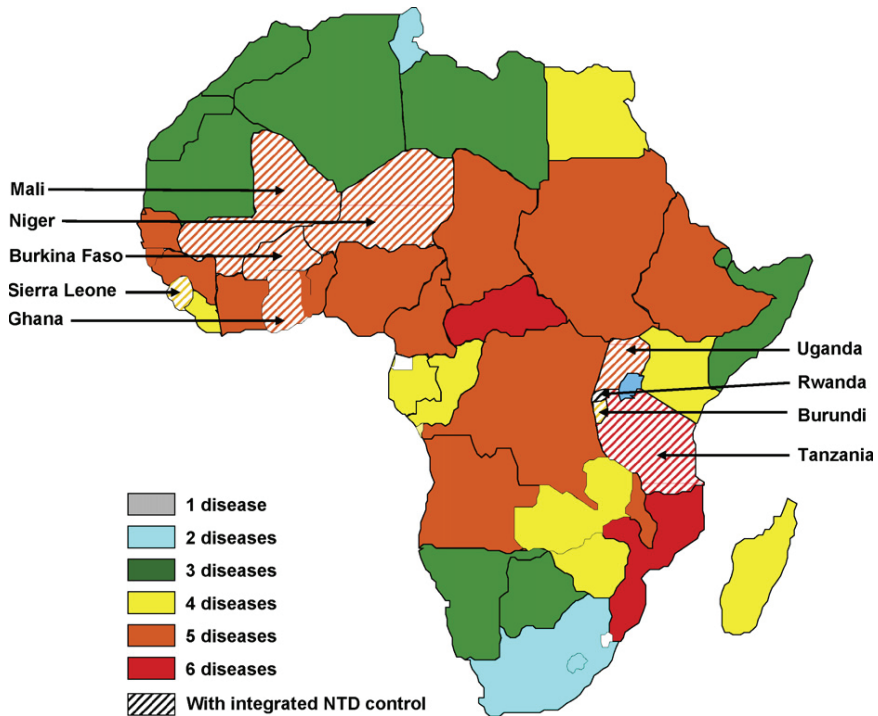 Mali
Niger
Burkina Faso
Sierra Leone
Ghana
Uganda
Rwanda
Burundi
Tanzania
1 disease
2 diseases
3 diseases
4 diseases
5 diseases
6 diseases
With integrated NTD control